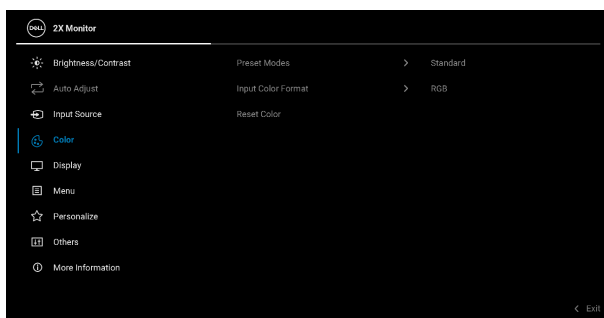 DELL 2X Monitor
Brightness/Contrast Preset Modes > Standard
Auto Adjust Input Color Format > RGB
Input Source Reset Color
Color
Display
Menu
Personalize
Others
More Information
< Exit